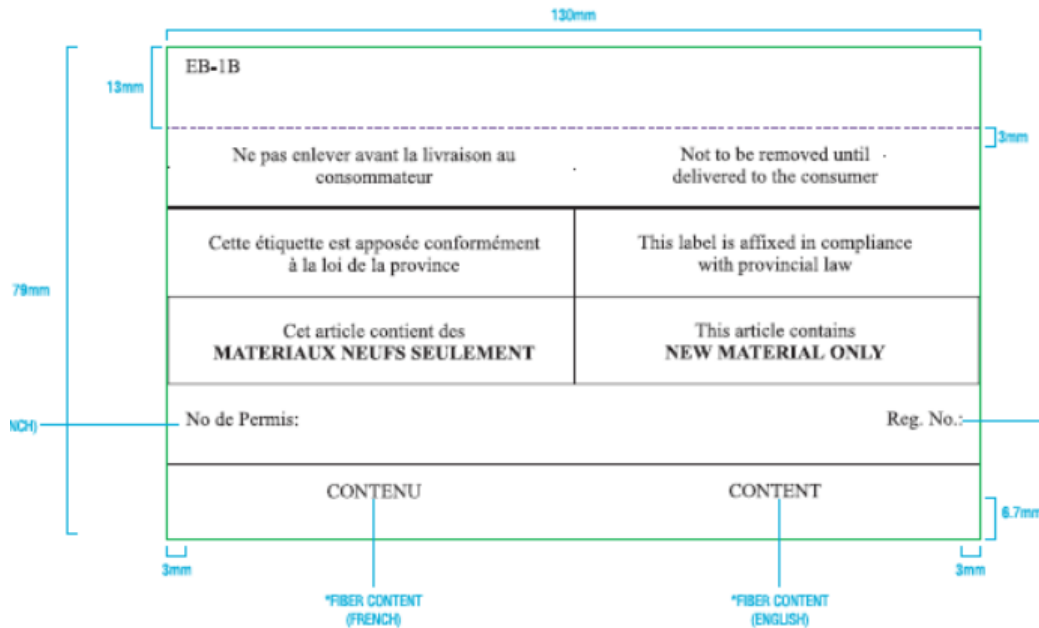 130mm
EB-1B
13mm
3mm
Ne pas enlever avant la livraison au
consommateur
Not to be removed until
delivered to the consumer
Cette étiquette est apposée conformément
à la loi de la province
This label is affixed in compliance
with provincial law
79mm
Cet article contient des
MATERIAUX NEUFS SEULEMENT
This article contains
NEW MATERIAL ONLY
NCH)
No de Permis:
Reg. No.:
CONTENU
CONTENT
6.7mm
3mm
3mm
*FIBER CONTENT
(FRENCH)
*FIBER CONTENT
(ENGLISH)